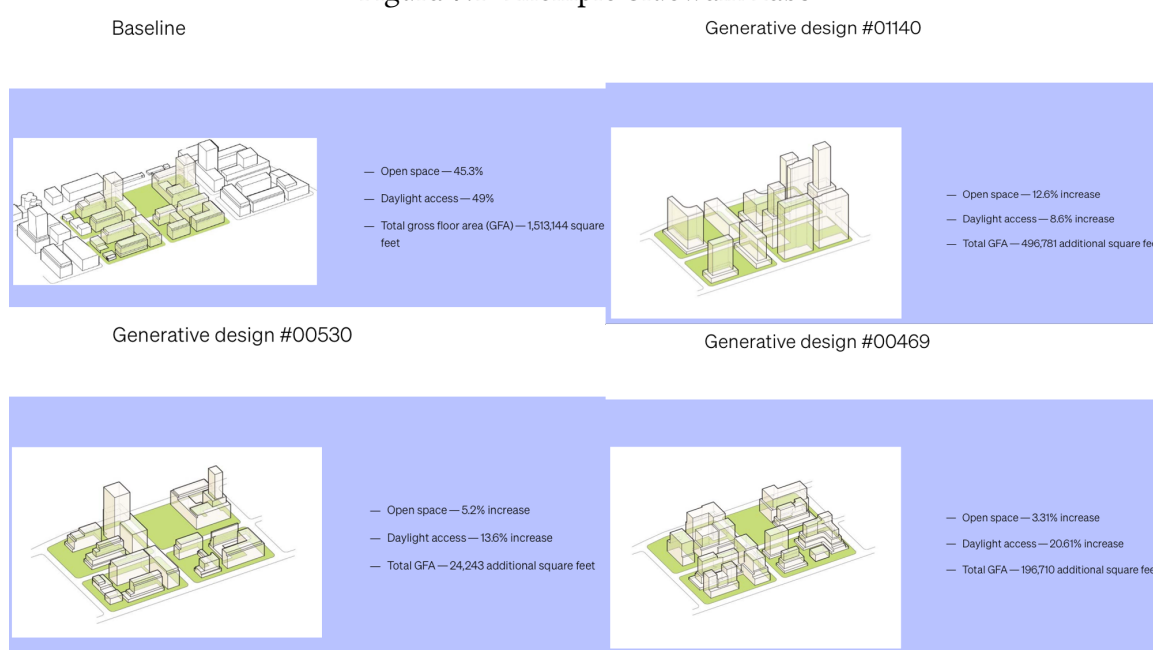 Baseline
— Open space — 45.3%
— Daylight access — 49%
— Total gross floor area (GFA) — 1,513,144 square
feet
Generative design #01140
— Open space — 12.6% increase
— Daylight access — 8.6% increase
— Total GFA — 496,781 additional square
Generative design #00530
— Open space — 5.2% increase
— Daylight access — 13.6% increase
— Total GFA — 24,243 additional square feet
Generative design #00469
— Open space — 3.31% increase
— Daylight access — 20.61% increase
— Total GFA — 196,710 additional square